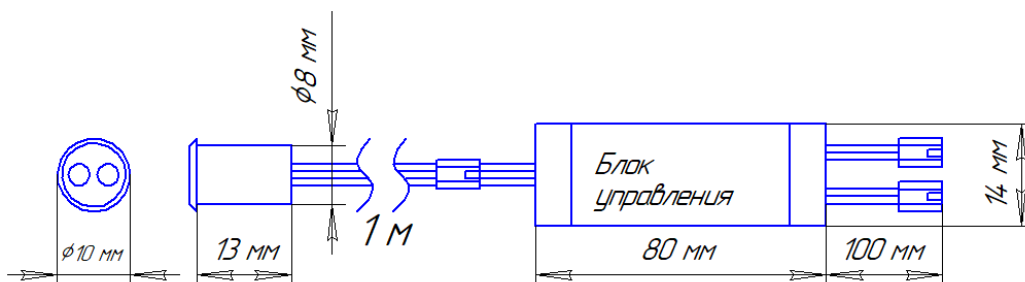 ϕ10 мм
13 мм
ϕ8 мм
1 м
Блок
управления
80 мм
100 мм
14 мм